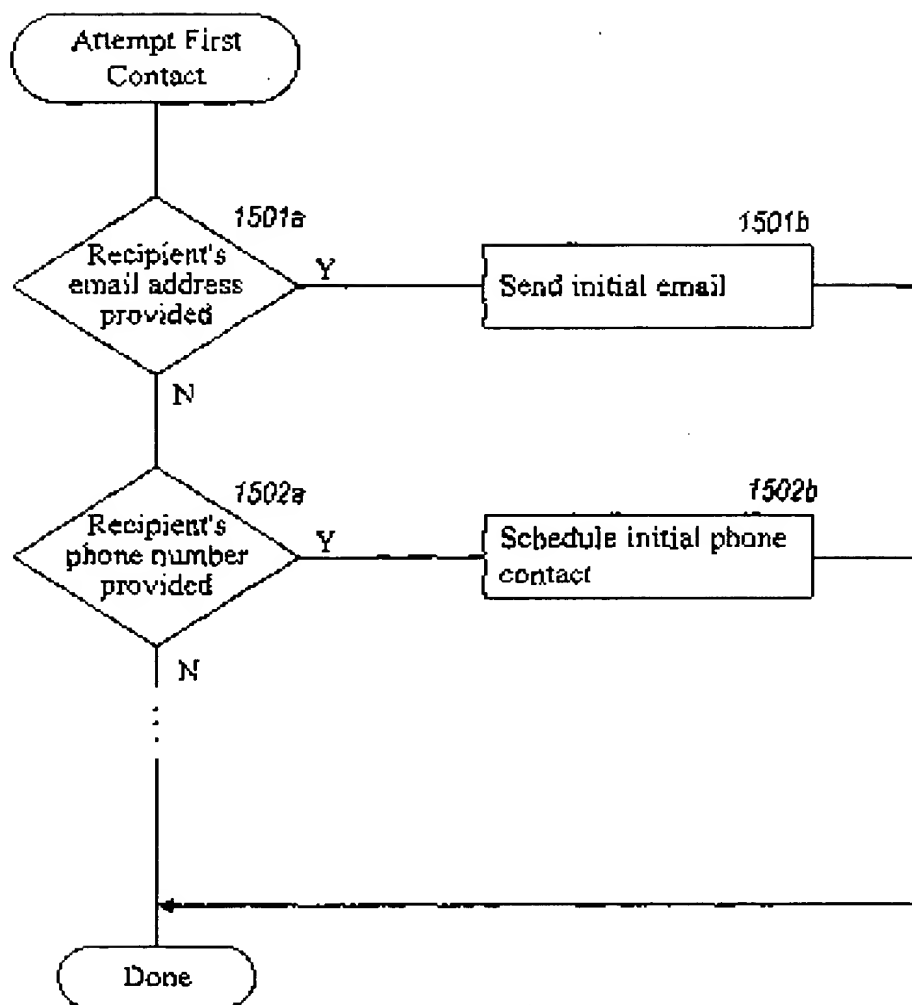 Attempt First
Contact
1501a
Recipient's
email address
provided
Y
1501b
Send initial email
N
1502a
Recipient's
phone number
provided
Y
1502b
Schedule initial phone
contact
N
Done